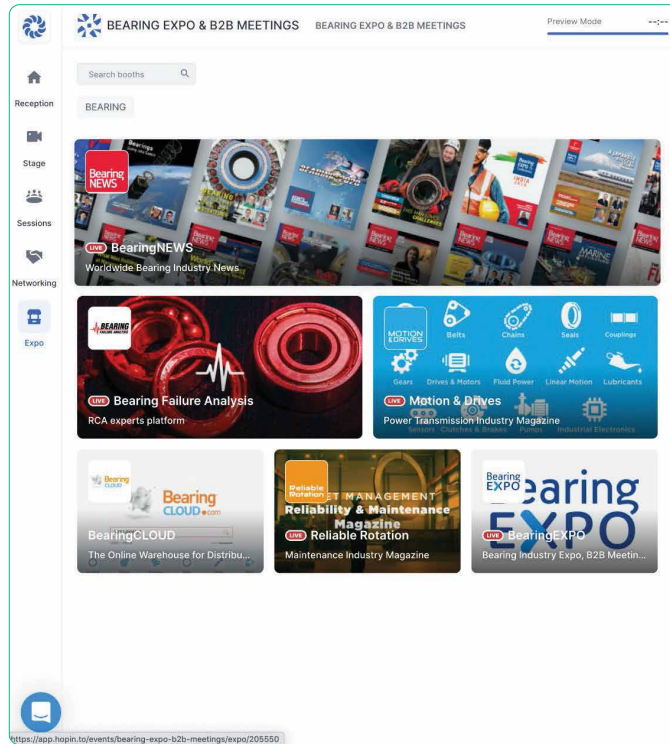 BEARING EXPO & B2B MEETINGS
BEARING EXPO & B2B MEETINGS
Preview Mode
--:--
Search booths
BEARING
Reception
Stage
Sessions
Networking
Expo
Bearing
NEWS
LIVE BearingNEWS
Worldwide Bearing Industry News
BEARING
FAILURE ANALYSIS
LIVE Bearing Failure Analysis
RCA experts platform
MOTION
& DRIVES
Belts
Chains
Seals
Couplings
Gears
Drives & Motors
Fluid Power
Linear Motion
Lubricants
LIVE Motion & Drives
Power Transmission Industry Magazine
Sensors
Clutches & Brakes
Pumps
Industrial Electronics
Bearing
CLOUD
Bearing
CLOUD.com
BearingCLOUD
The Online Warehouse for Distribu...
Reliable
Rotation
ET MANAGEMENT
Reliability & Maintenance
Magazine
LIVE Reliable Rotation
Maintenance Industry Magazine
Bearing
EXPO
earing
EXPO
LIVE BearingEXPO
Bearing Industry Expo, B2B Meetin...
https://app.hopin.to/events/bearing-expo-b2b-meetings/expo/205550